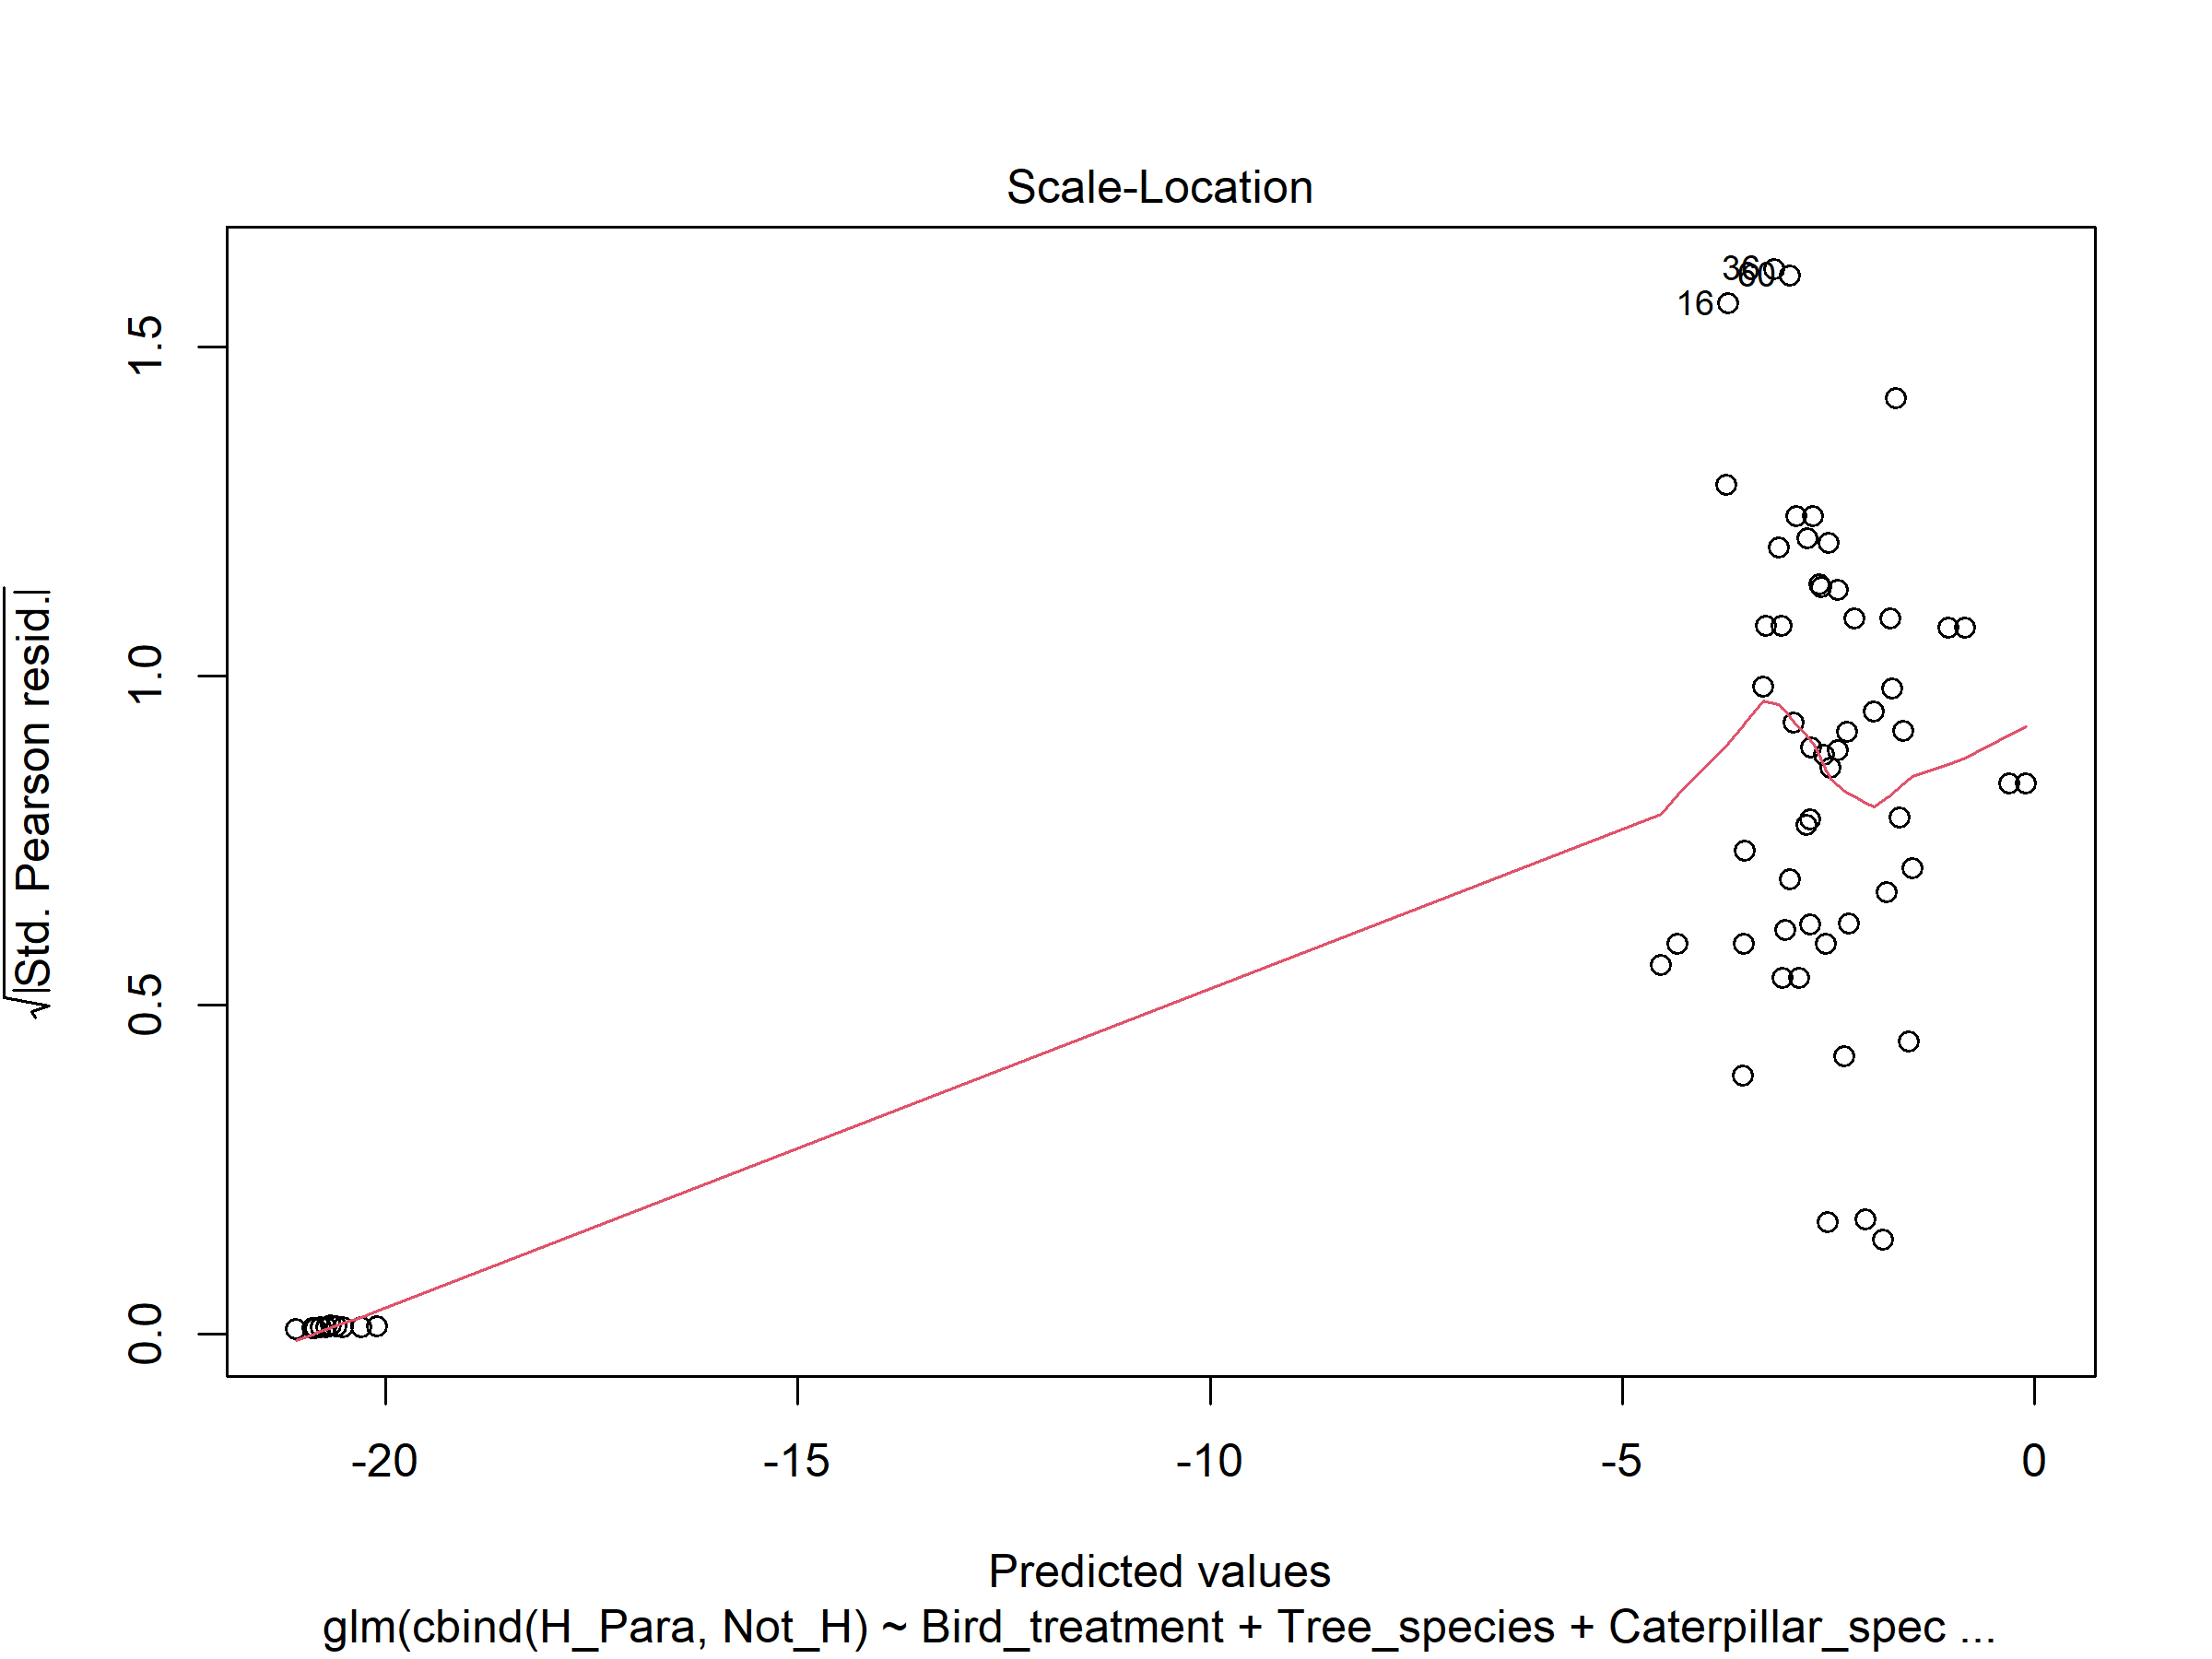 Scale-Location
36
60
16
1.5
1.0
0.5
0.0
√|Std. Pearson resid.|
-20 -15 -10 -5 0
Predicted values
glm(cbind(H_Para, Not_H) ~ Bird_treatment + Tree_species + Caterpillar_spec ...